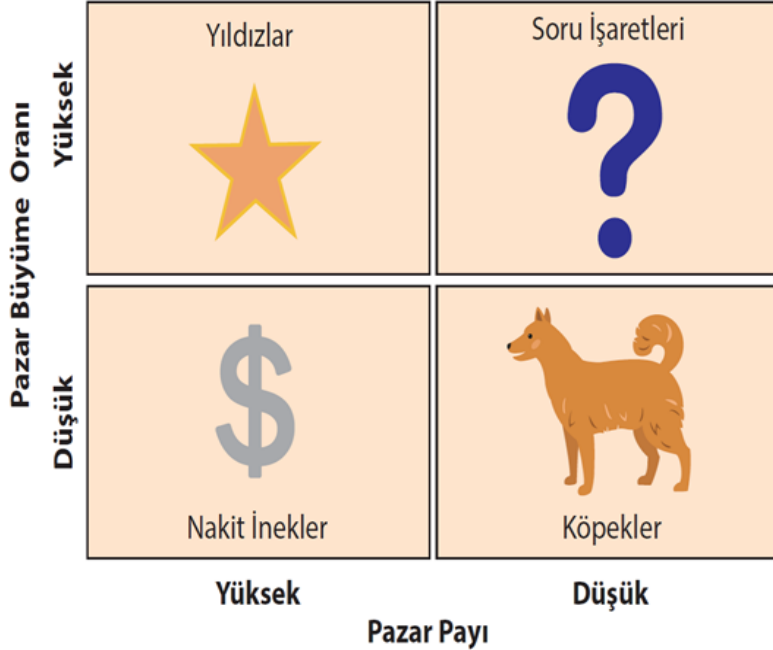 Yıldızlar
Soru İşaretleri
?
Pazar Büyüme Oranı
Yüksek
Düşük
$
Nakit İnekler
Köpekler
Yüksek
Düşük
Pazar Payı